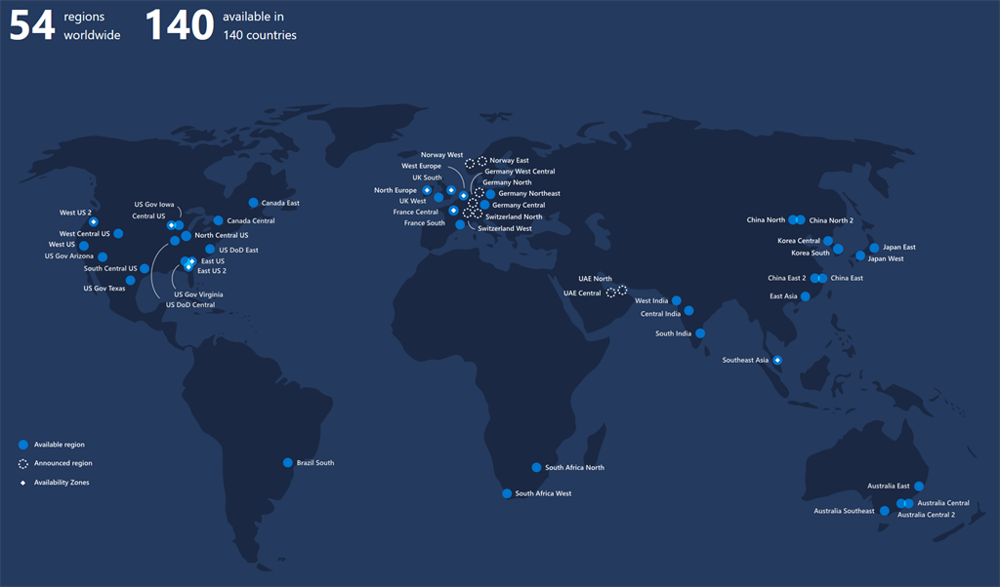 54 regions worldwide
140 available in 140 countries
Norway West
Norway East
West Europe
Germany West Central
UK South
Germany North
North Europe
Germany Northeast
UK West
Germany Central
France Central
Switzerland North
France South
Switzerland West
US Gov Iowa
Canada East
West US 2
Central US
Canada Central
West Central US
North Central US
West US
US DoD East
US Gov Arizona
East US
South Central US
East US 2
US Gov Texas
US Gov Virginia
US DoD Central
China North
China North 2
Korea Central
Japan East
Korea South
Japan West
UAE North
China East 2
China East
UAE Central
East Asia
West India
Central India
South India
Southeast Asia
Available region
Announced region
Availability Zones
Brazil South
South Africa North
South Africa West
Australia East
Australia Central
Australia Southeast
Australia Central 2